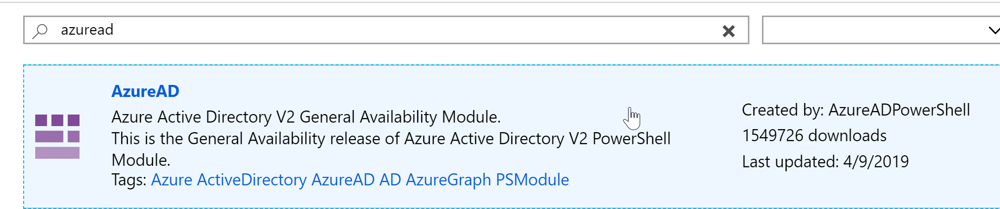 azuread
AzureAD
Azure Active Directory V2 General Availability Module.
This is the General Availability release of Azure Active Directory V2 PowerShell
Module.
Tags: Azure ActiveDirectory AzureAD AD AzureGraph PSModule
Created by: AzureADPowerShell
1549726 downloads
Last updated: 4/9/2019